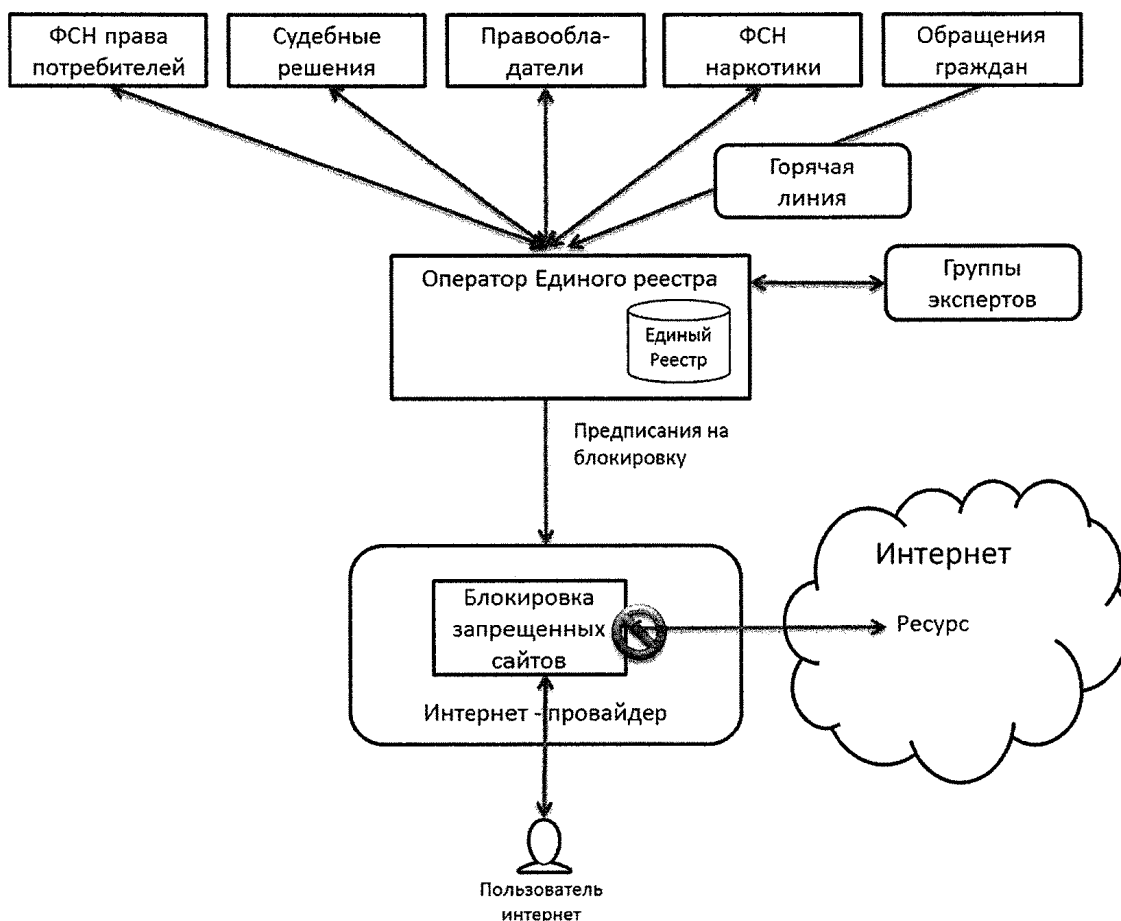 ФСН права
потребителей
Судебные
решения
Правообла-
датели
ФСН
наркотики
Обращения
граждан
Горячая
линия
Оператор Единого реестра
Единый
Реестр
Группы
экспертов
Предписания на
блокировку
Интернет
Ресурс
Блокировка
запрещенных
сайтов
Интернет - провайдер
Пользователь
интернет